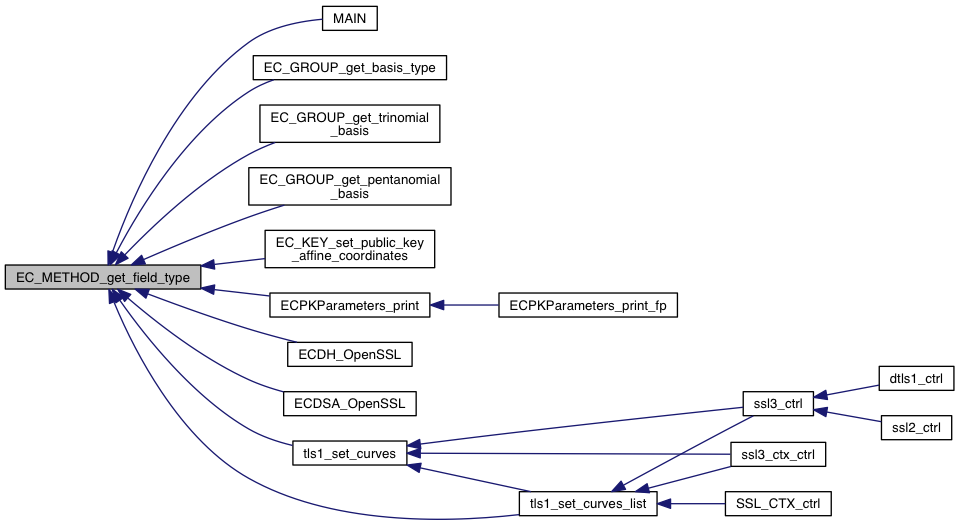 MAIN
EC_GROUP_get_basis_type
EC_GROUP_get_trinomial
_basis
EC_GROUP_get_pentanomial
_basis
EC_KEY_set_public_key
_affine_coordinates
EC_METHOD_get_field_type
ECPKParameters_print
ECPKParameters_print_fp
ECDH_OpenSSL
ECDSA_OpenSSL
tls1_set_curves
tls1_set_curves_list
ssl3_ctrl
dtls1_ctrl
ssl2_ctrl
ssl3_ctx_ctrl
SSL_CTX_ctrl